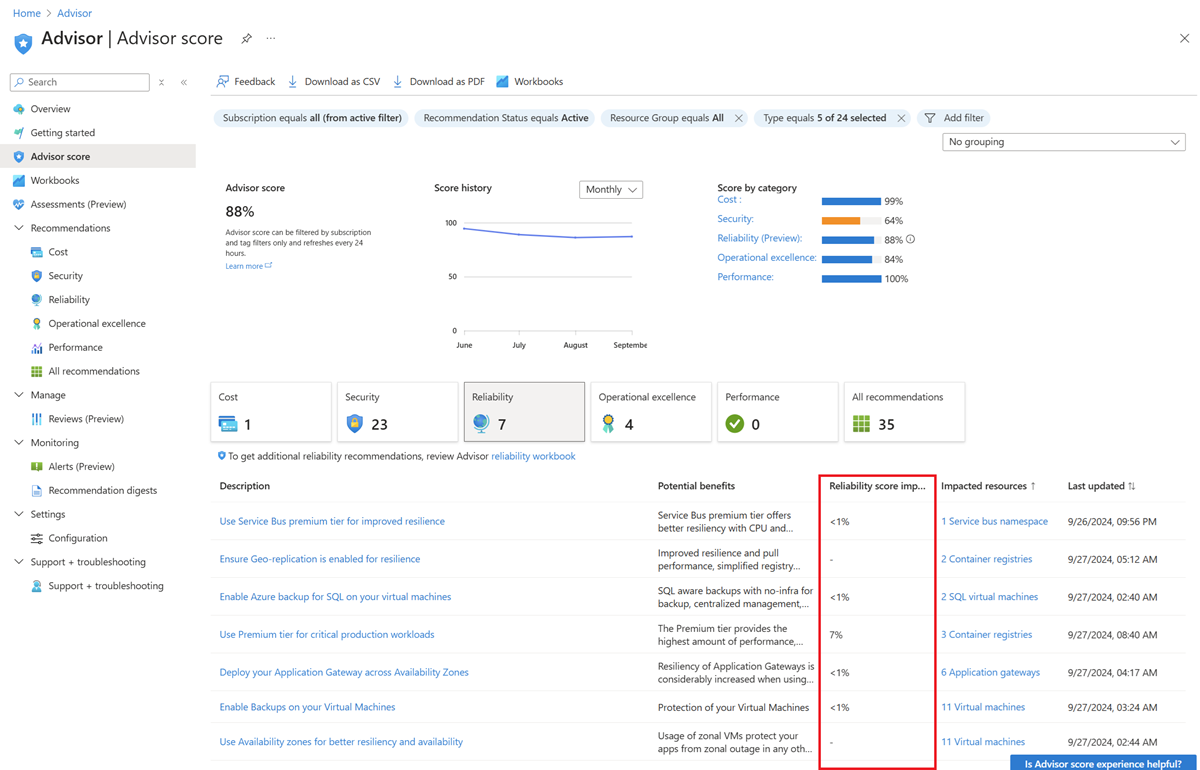 Home > Advisor
Advisor | Advisor score
Search
Overview
Getting started
Advisor score
Workbooks
Assessments (Preview)
Recommendations
Cost
Security
Reliability
Operational excellence
Performance
All recommendations
Manage
Reviews (Preview)
Monitoring
Alerts (Preview)
Recommendation digests
Settings
Configuration
Support + troubleshooting
Support + troubleshooting
Feedback Download as CSV Download as PDF Workbooks
Subscription equals all (from active filter) Recommendation Status equals Active Resource Group equals All Type equals 5 of 24 selected Add filter
No grouping
Advisor score
88%
Advisor score can be filtered by subscription
and tag filters only and refreshes every 24
hours.
Learn more
Score history Monthly
100
50
0
June July August Septembe
Score by category
Cost : 99%
Security: 64%
Reliability (Preview): 88%
Operational excellence: 84%
Performance: 100%
Cost
1
Security
23
Reliability
7
Operational excellence
4
Performance
0
All recommendations
35
To get additional reliability recommendations, review Advisor reliability workbook
Description Potential benefits Reliability score imp... Impacted resources ↑ Last updated ↑↓
Use Service Bus premium tier for improved resilience
Service Bus premium tier offers
better resiliency with CPU and...
<1% 1 Service bus namespace 9/26/2024, 09:56 PM
Ensure Geo-replication is enabled for resilience
Improved resilience and pull
performance, simplified registry...
- 2 Container registries 9/27/2024, 05:12 AM
Enable Azure backup for SQL on your virtual machines
SQL aware backups with no-infra for
backup, centralized management,...
<1% 2 SQL virtual machines 9/27/2024, 02:40 AM
Use Premium tier for critical production workloads
The Premium tier provides the
highest amount of performance,...
7% 3 Container registries 9/27/2024, 08:40 AM
Deploy your Application Gateway across Availability Zones
Resiliency of Application Gateways is
considerably increased when using...
<1% 6 Application gateways 9/27/2024, 04:17 AM
Enable Backups on your Virtual Machines Protection of your Virtual Machines <1% 11 Virtual machines 9/27/2024, 03:24 AM
Use Availability zones for better resiliency and availability
Usage of zonal VMs protect your
apps from zonal outage in any oth...
- 11 Virtual machines 9/27/2024, 02:44 AM
Is Advisor score experience helpful?